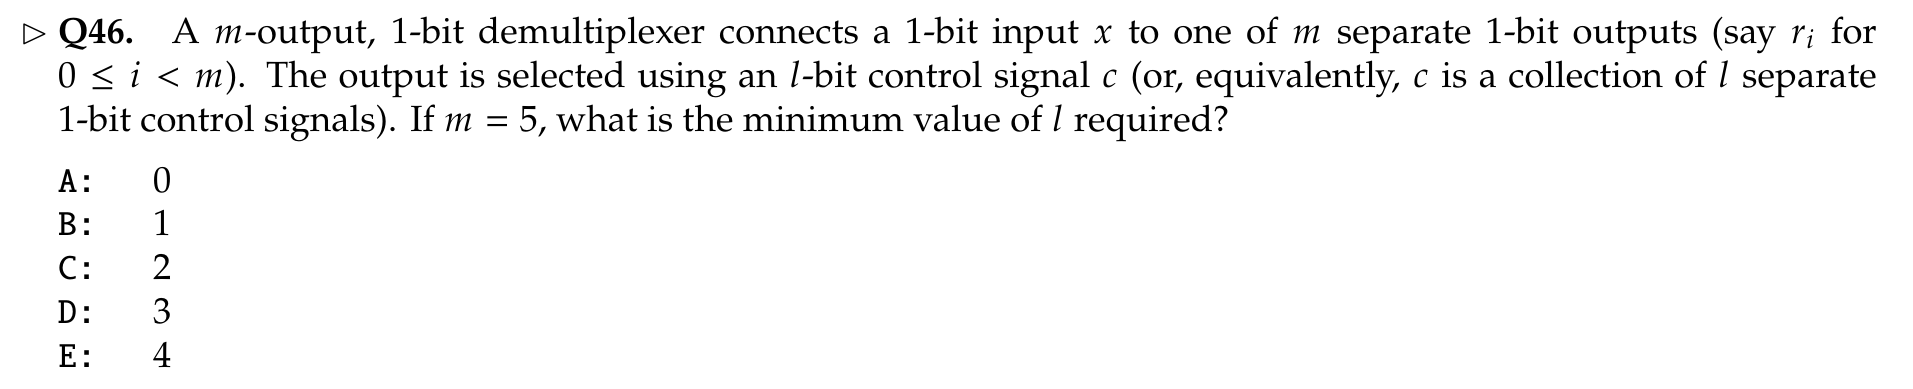 ▷ Q46. A m-output, 1-bit demultiplexer connects a 1-bit input x to one of m separate 1-bit outputs (say rᵢ for
0 ≤ i < m). The output is selected using an l-bit control signal c (or, equivalently, c is a collection of l separate
1-bit control signals). If m = 5, what is the minimum value of l required?
A: 0
B: 1
C: 2
D: 3
E: 4